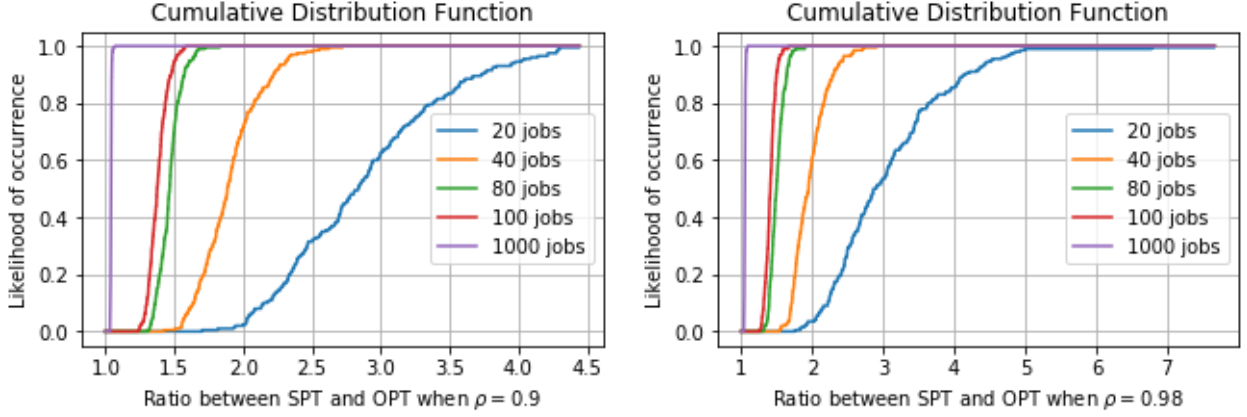 Cumulative Distribution Function
1.0
0.8
0.6
0.4
0.2
0.0
Likelihood of occurrence
20 jobs
40 jobs
80 jobs
100 jobs
1000 jobs
1.0 1.5 2.0 2.5 3.0 3.5 4.0 4.5
Ratio between SPT and OPT when ρ = 0.9
Cumulative Distribution Function
1.0
0.8
0.6
0.4
0.2
0.0
Likelihood of occurrence
20 jobs
40 jobs
80 jobs
100 jobs
1000 jobs
1 2 3 4 5 6 7
Ratio between SPT and OPT when ρ = 0.98